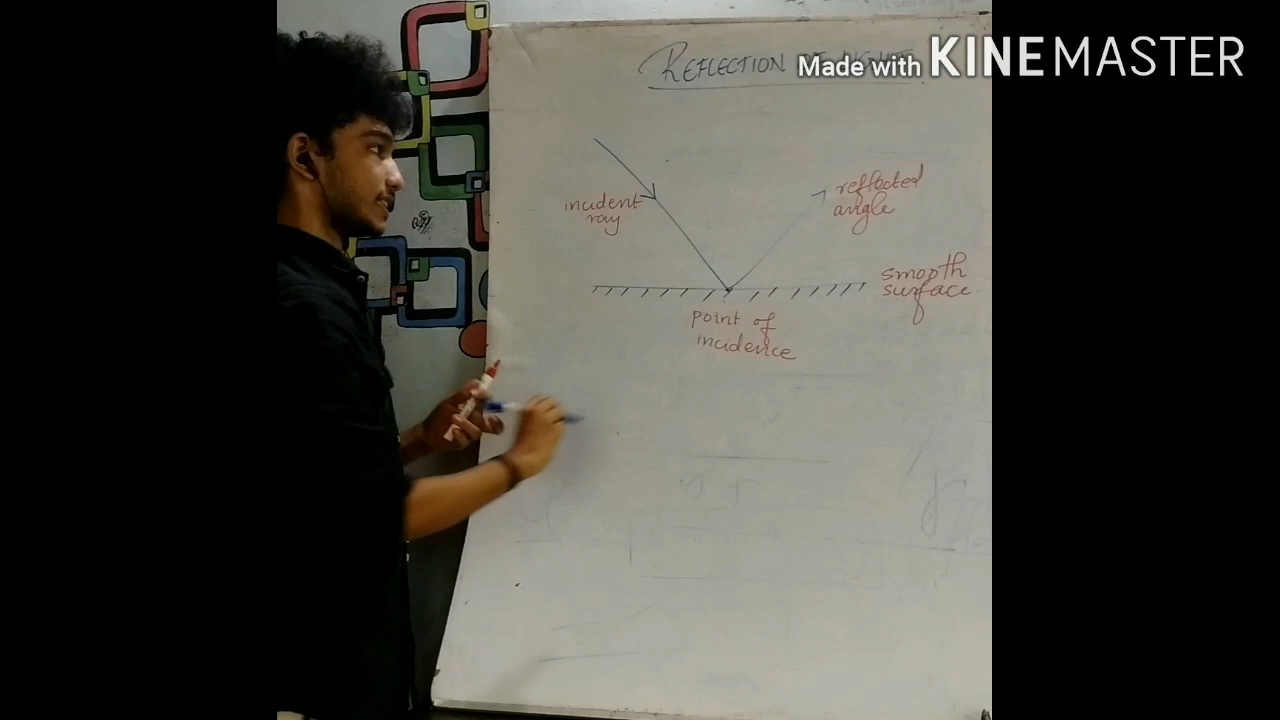 REFLECTION
Made with KINEMASTER
incident
ray
reflected
angle
smooth
surface
point of
incidence